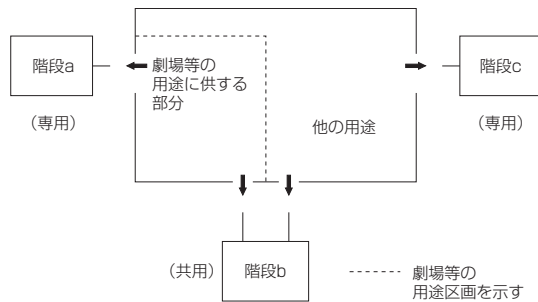 階段a
(専用)
劇場等の
用途に供する
部分
他の用途
階段c
(専用)
(共用)
階段b
劇場等の
用途区画を示す